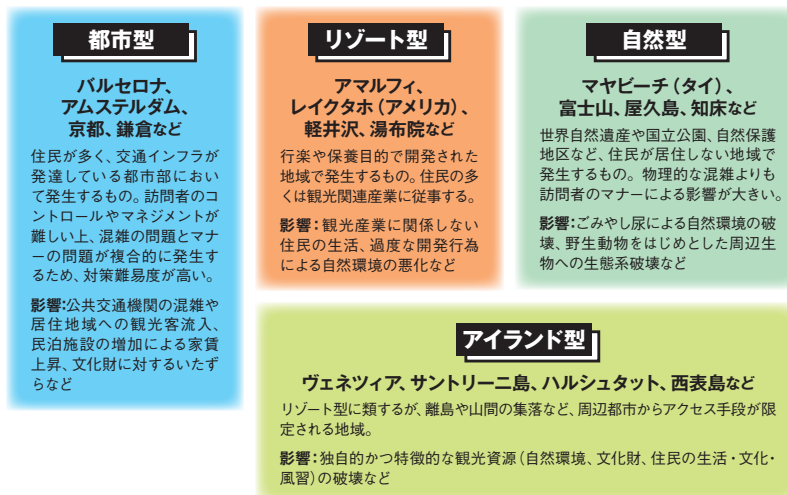 都市型
バルセロナ、
アムステルダム、
京都、鎌倉など
住民が多く、交通インフラが
発達している都市部におい
て発生するもの。訪問者のコ
ントロールやマネジメントが
難しい上、混雑の問題とマナ
ーの問題が複合的に発生す
るため、対策難易度が高い。
影響:公共交通機関の混雑や
居住地域への観光客流入、
民泊施設の増加による家賃
上昇、文化財に対するいたず
らなど
リゾート型
アマルフィ、
レイクタホ(アメリカ)、
軽井沢、湯布院など
行楽や保養目的で開発された
地域で発生するもの。住民の多
くは観光関連産業に従事する。
影響:観光産業に関係しない
住民の生活、過度な開発行為
による自然環境の悪化など
自然型
マヤビーチ(タイ)、
富士山、屋久島、知床など
世界自然遺産や国立公園、自然保護
地区など、住民が居住しない地域で
発生するもの。物理的な混雑よりも
訪問者のマナーによる影響が大きい。
影響:ごみやし尿による自然環境の破
壊、野生動物をはじめとした周辺生
物への生態系破壊など
アイランド型
ヴェネツィア、サントリーニ島、ハルシュタット、西表島など
リゾート型に類するが、離島や山間の集落など、周辺都市からアクセス手段が限
定される地域。
影響:独自的かつ特徴的な観光資源(自然環境、文化財、住民の生活・文化・
風習)の破壊など